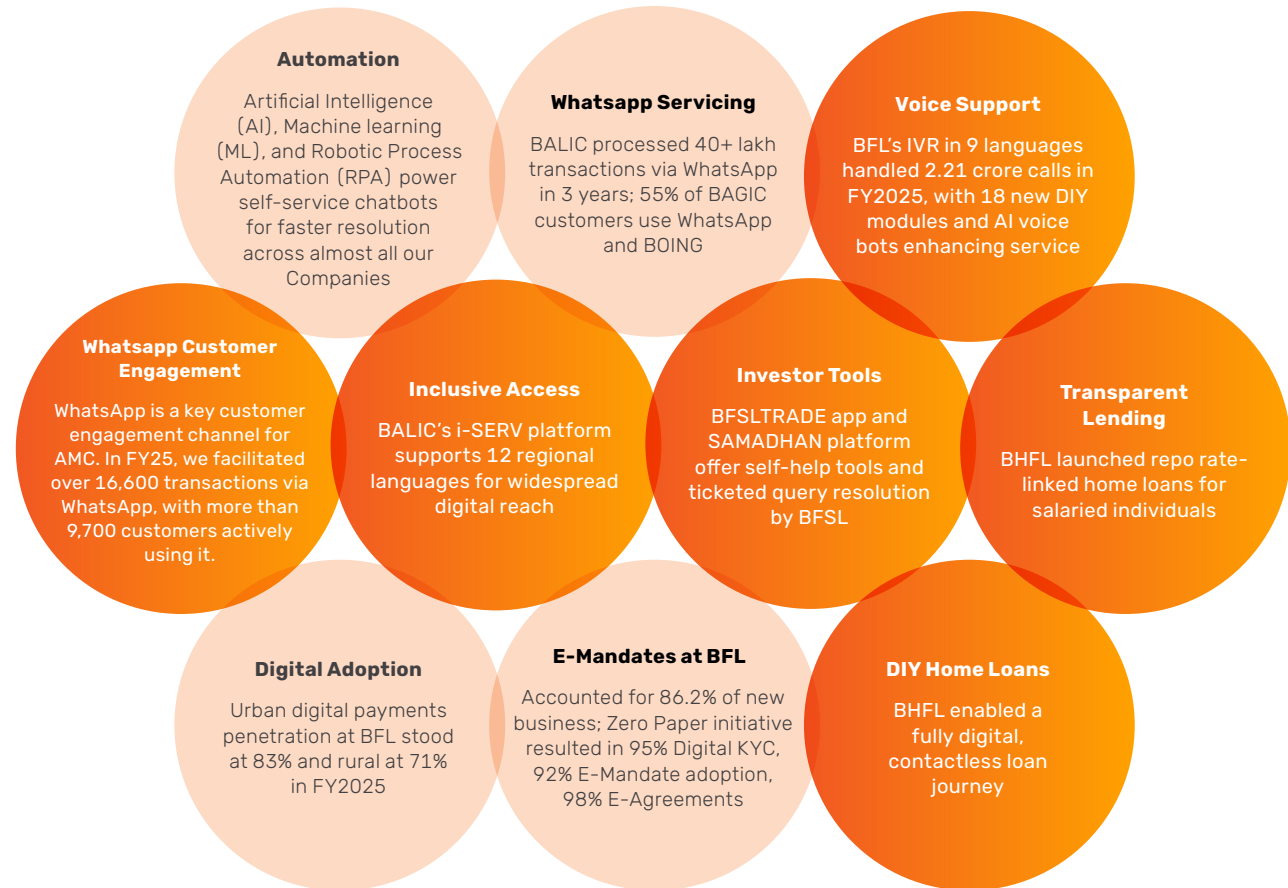 Automation
Artificial Intelligence
(AI), Machine learning
(ML), and Robotic Process
Automation (RPA) power
self-service chatbots
for faster resolution
across almost all our
Companies
Whatsapp Servicing
BALIC processed 40+ lakh
transactions via WhatsApp
in 3 years; 55% of BAGIC
customers use WhatsApp
and BOING
Voice Support
BFL's IVR in 9 languages
handled 2.21 crore calls in
FY2025, with 18 new DIY
modules and AI voice
bots enhancing service
Whatsapp Customer
Engagement
WhatsApp is a key customer
engagement channel for
AMC. In FY25, we facilitated
over 16,600 transactions via
WhatsApp, with more than
9,700 customers actively
using it.
Inclusive Access
BALIC's i-SERV platform
supports 12 regional
languages for widespread
digital reach
Investor Tools
BFSLTRADE app and
SAMADHAN platform
offer self-help tools and
ticketed query resolution
by BFSL
Transparent
Lending
BHFL launched repo rate-
linked home loans for
salaried individuals
Digital Adoption
Urban digital payments
penetration at BFL stood
at 83% and rural at 71%
in FY2025
E-Mandates at BFL
Accounted for 86.2% of new
business; Zero Paper initiative
resulted in 95% Digital KYC,
92% E-Mandate adoption,
98% E-Agreements
DIY Home Loans
BHFL enabled a
fully digital,
contactless loan
journey